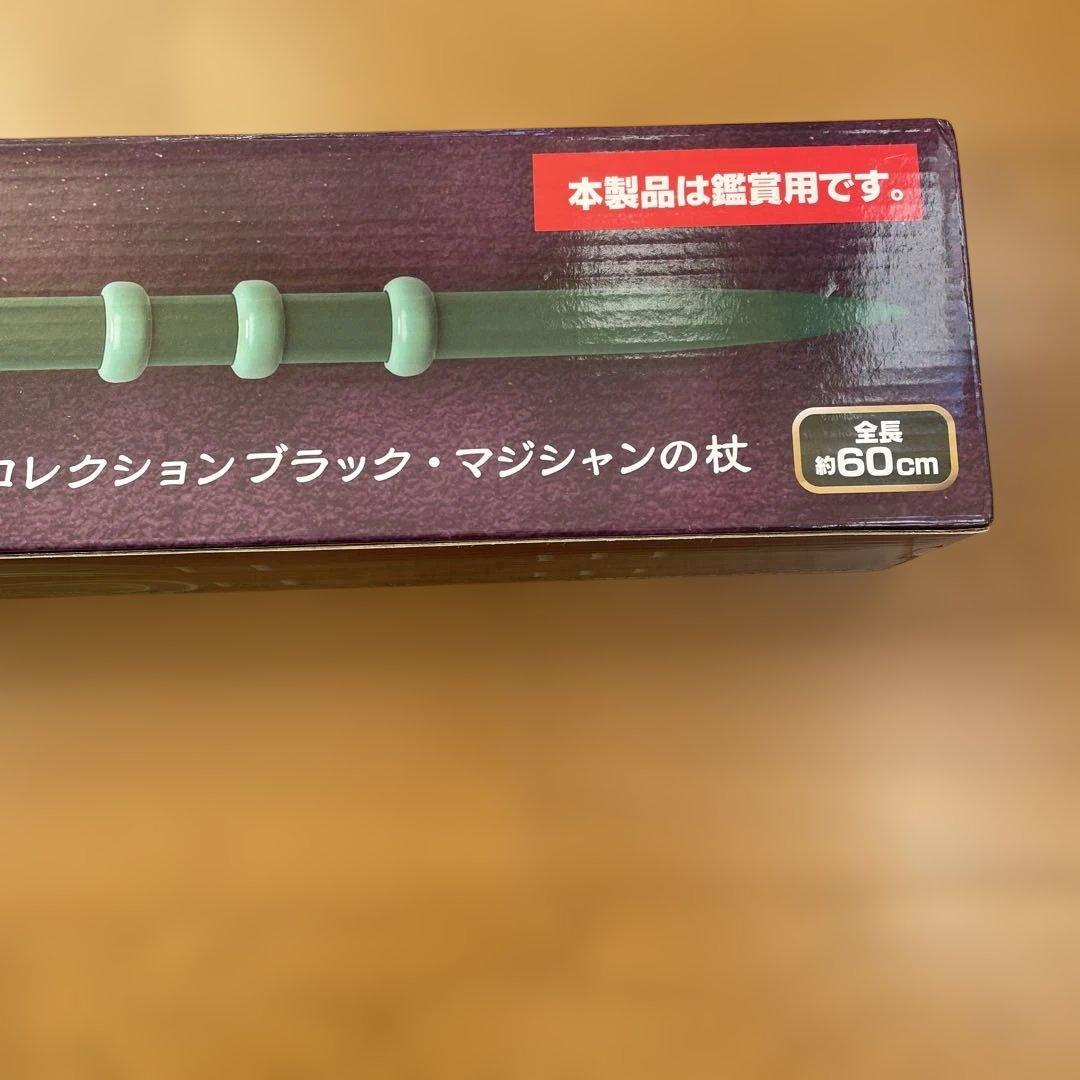 本製品は鑑賞用です。
コレクション ブラック・マジシャンの杖
全長
約60cm